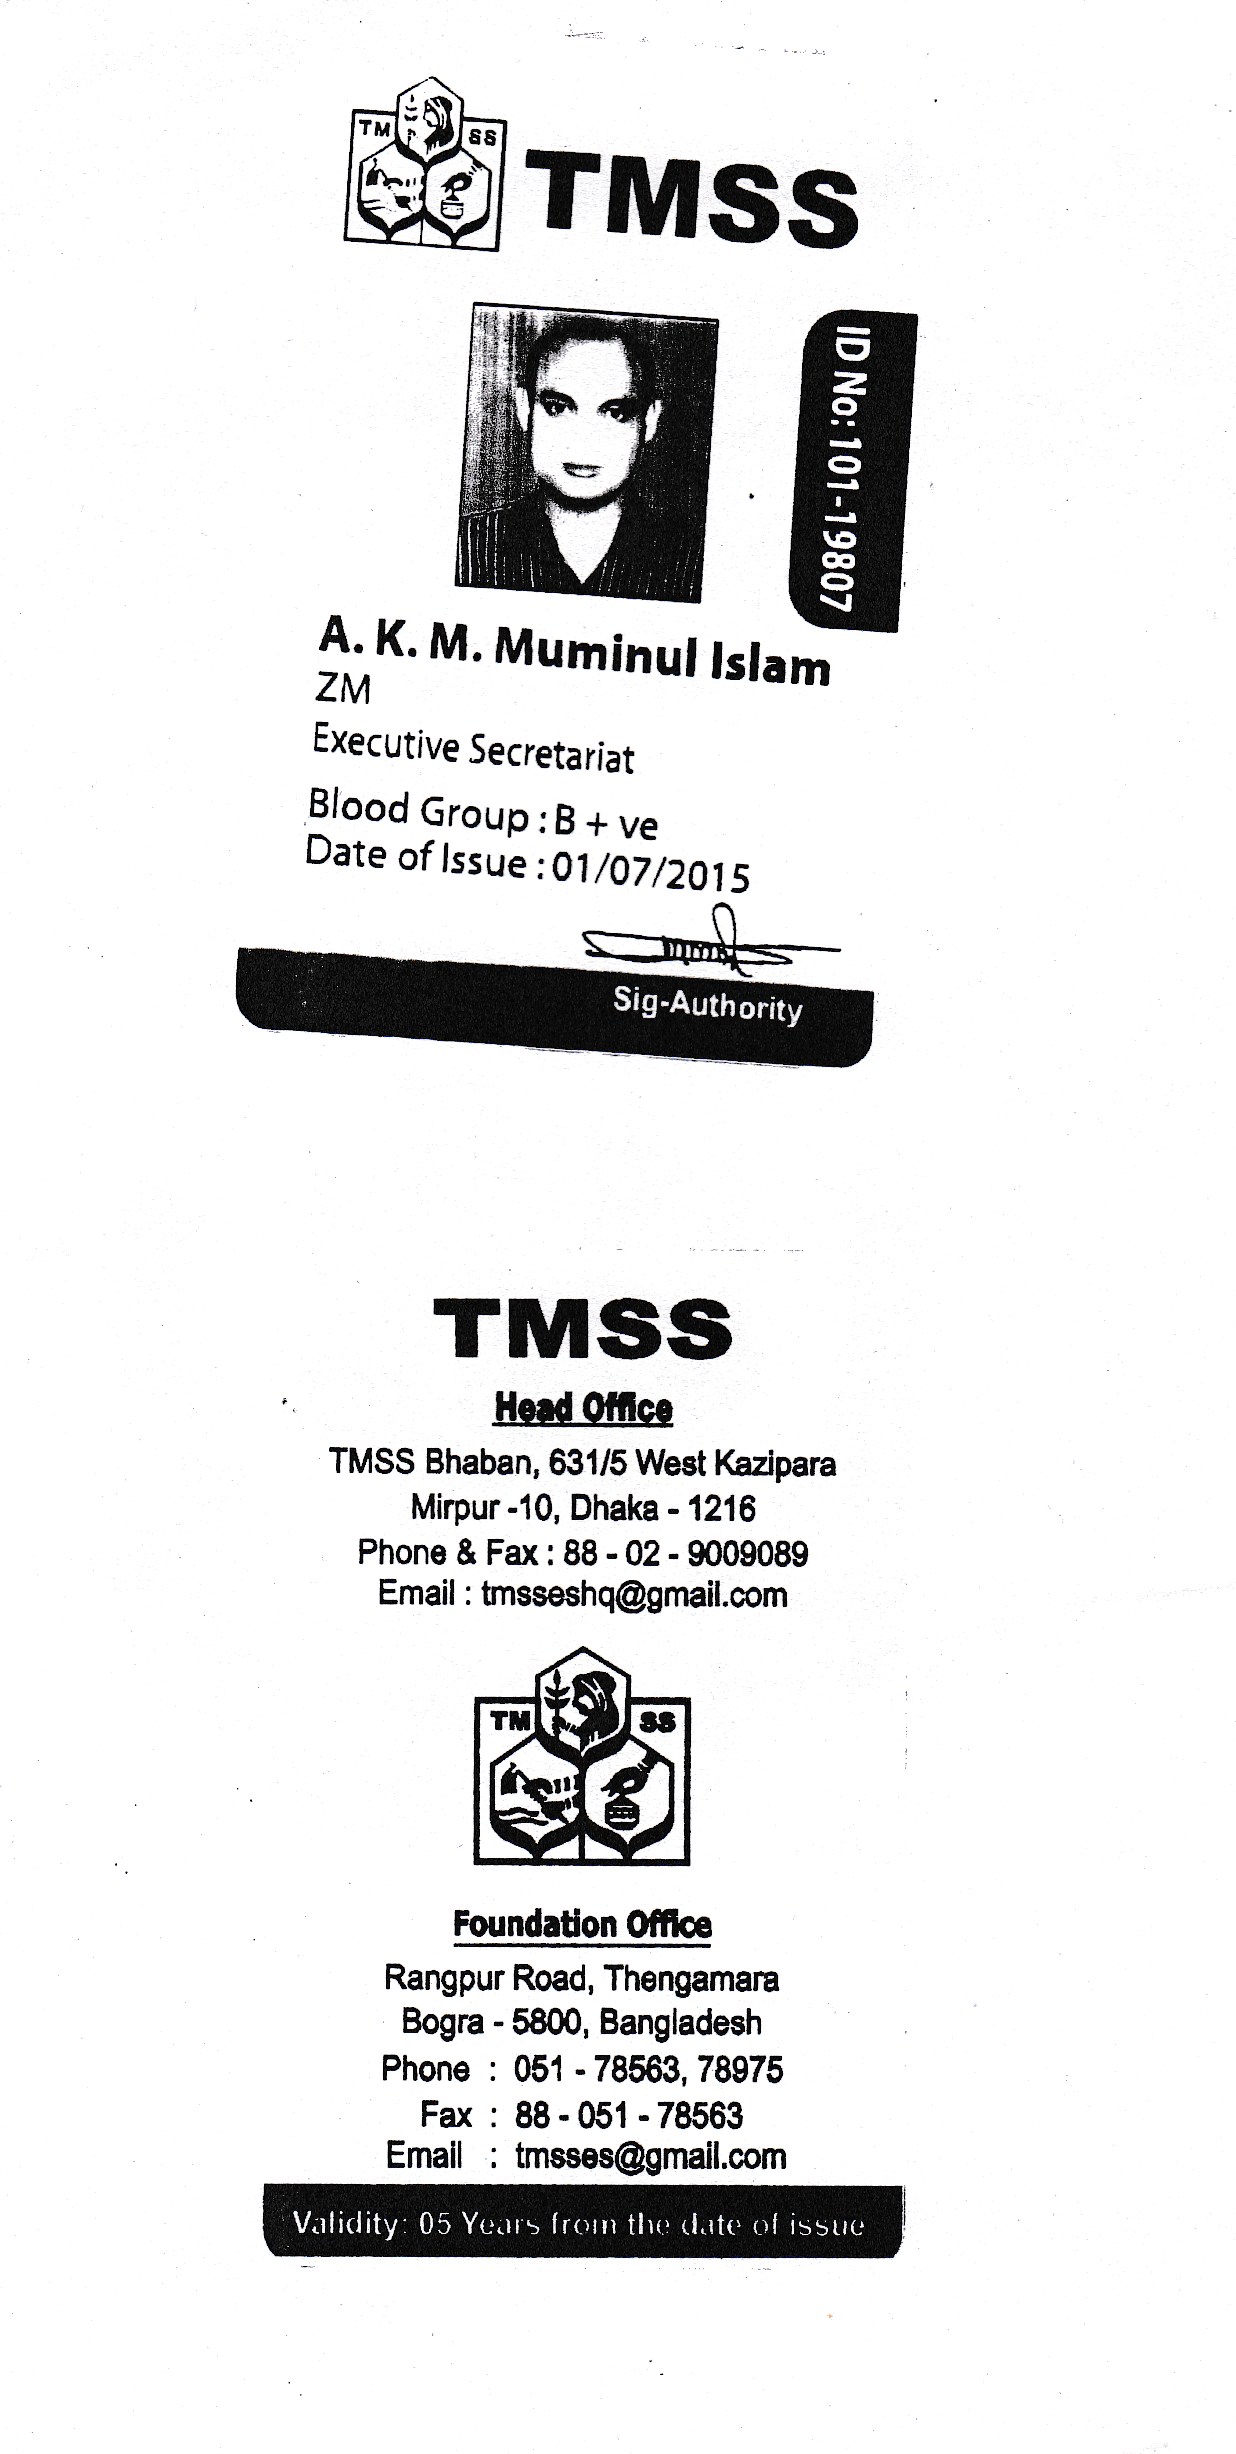 TM SS
TMSS
ID No: 101-19807
A. K. M. Muminul Islam
ZM
Executive Secretariat
Blood Group : B + ve
Date of Issue : 01/07/2015
Sig-Authority
TMSS
Head Office
TMSS Bhaban, 631/5 West Kazipara
Mirpur -10, Dhaka - 1216
Phone & Fax : 88 - 02 - 9009089
Email : tmsseshq@gmail.com
TM SS
Foundation Office
Rangpur Road, Thengamara
Bogra - 5800, Bangladesh
Phone : 051 - 78563, 78975
Fax : 88 - 051 - 78563
Email : tmsses@gmail.com
Validity: 05 Years from the date of issue